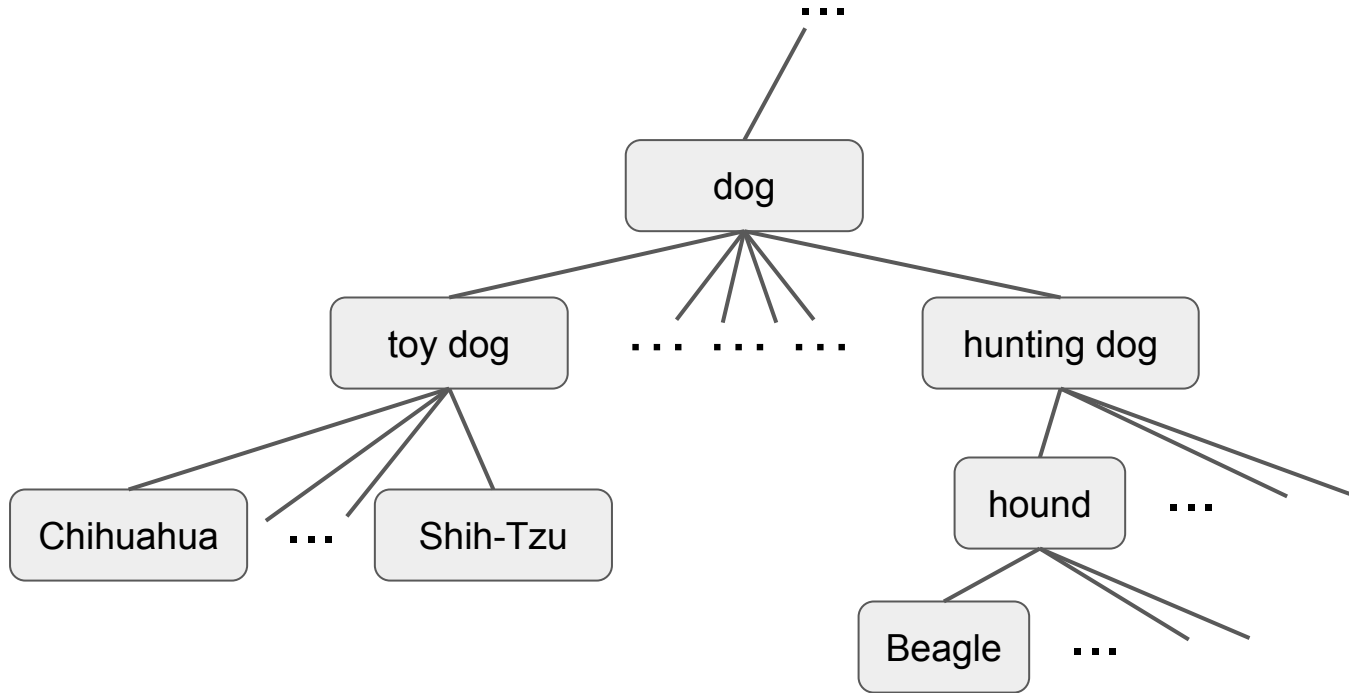 ...
dog
toy dog
... ... ...
hunting dog
Chihuahua
...
Shih-Tzu
hound
...
Beagle
...